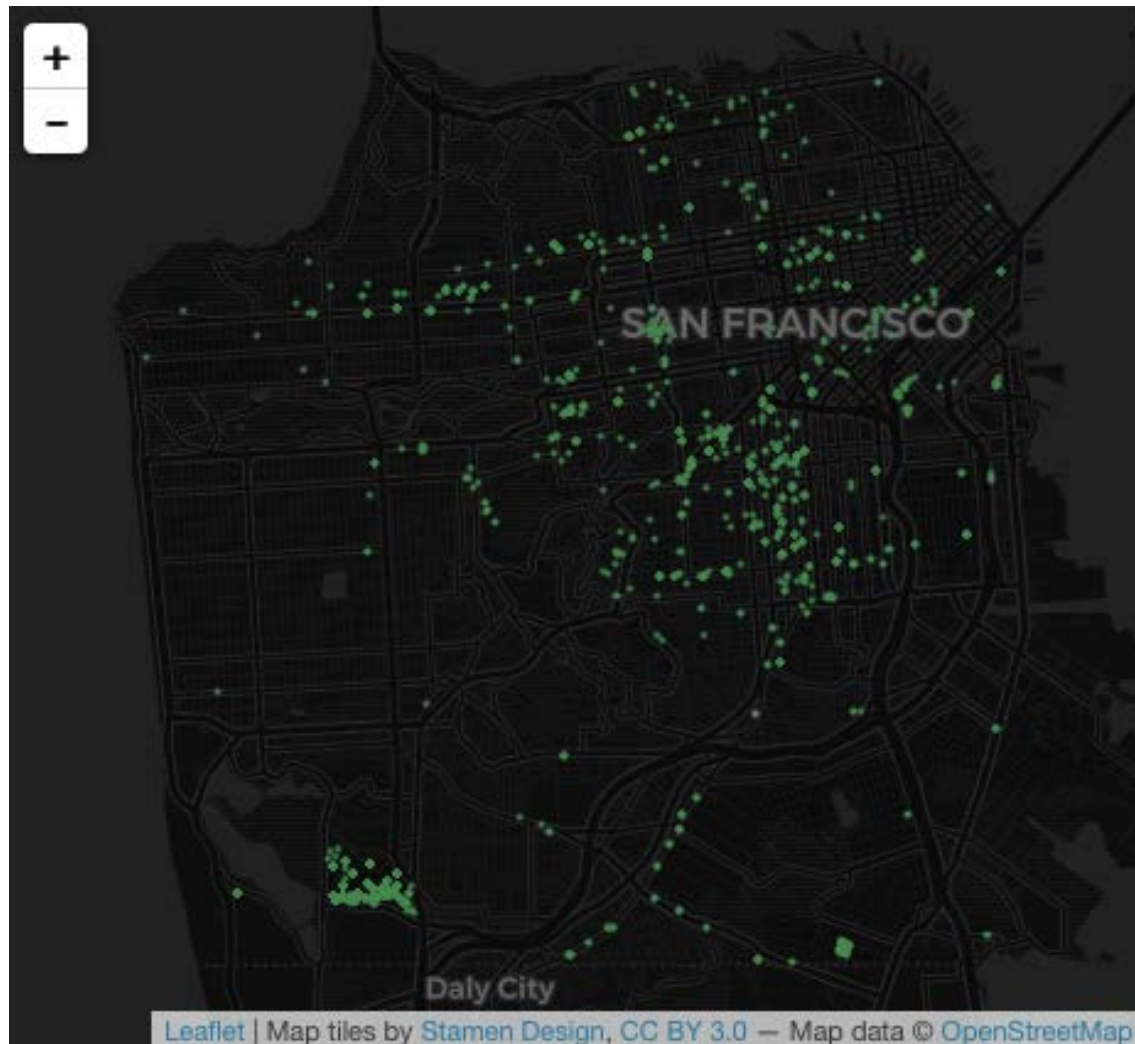 +
−
SAN FRANCISCO
Daly City
Leaflet | Map tiles by Stamen Design, CC BY 3.0 — Map data © OpenStreetMap